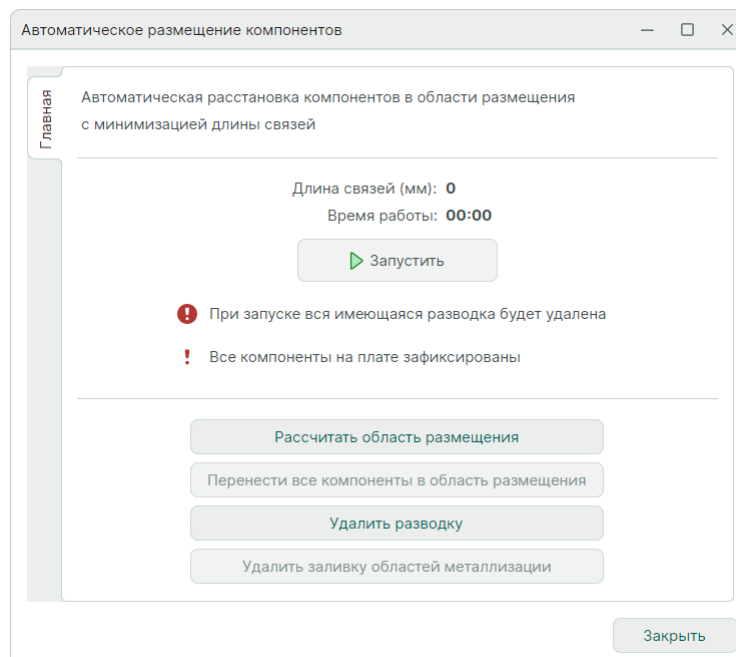 Автоматическое размещение компонентов
Главная
Автоматическая расстановка компонентов в области размещения
с минимизацией длины связей
Длина связей (мм): 0
Время работы: 00:00
Запустить
При запуске вся имеющаяся разводка будет удалена
Все компоненты на плате зафиксированы
Рассчитать область размещения
Перенести все компоненты в область размещения
Удалить разводку
Удалить заливку областей металлизации
Закрыть